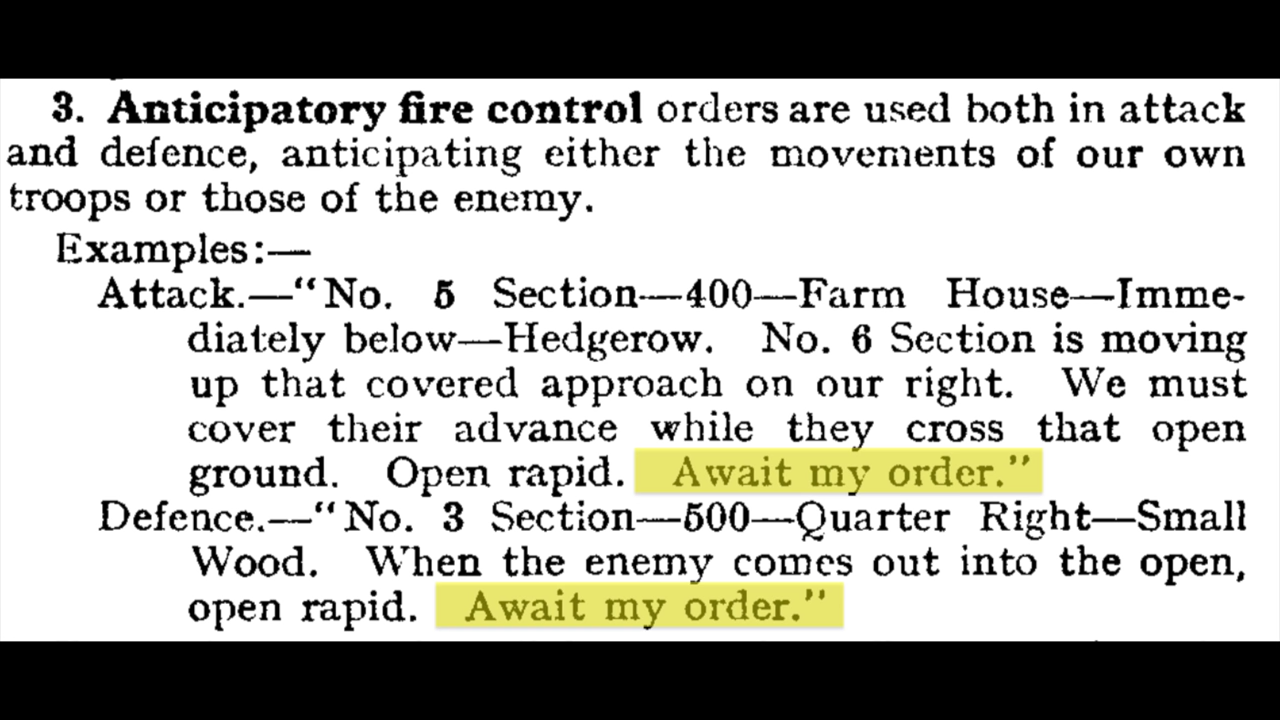 3. Anticipatory fire control orders are used both in attack
and defence, anticipating either the movements of our own
troops or those of the enemy.
Examples:—
Attack.—“No. 5 Section—400—Farm House—Imme-
diately below—Hedgerow. No. 6 Section is moving
up that covered approach on our right. We must
cover their advance while they cross that open
ground. Open rapid. Await my order.”
Defence.—“No. 3 Section—500—Quarter Right—Small
Wood. When the enemy comes out into the open,
open rapid. Await my order.”